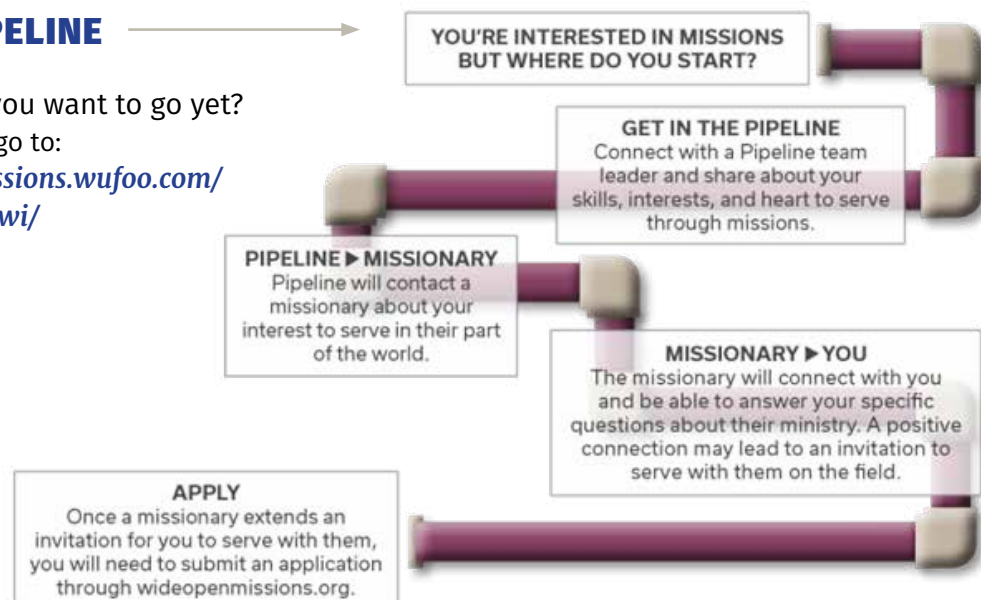 YOU'RE INTERESTED IN MISSIONS
BUT WHERE DO YOU START?
you want to go yet?
go to:
wi/
GET IN THE PIPELINE
Connect with a Pipeline team
leader and share about your
skills, interests, and heart to serve
through missions.
PIPELINE ▶ MISSIONARY
Pipeline will contact a
missionary about your
interest to serve in their part
of the world.
MISSIONARY ▶ YOU
The missionary will connect with you
and be able to answer your specific
questions about their ministry. A positive
connection may lead to an invitation to
serve with them on the field.
APPLY
Once a missionary extends an
invitation for you to serve with them,
you will need to submit an application
through wideopenmissions.org.